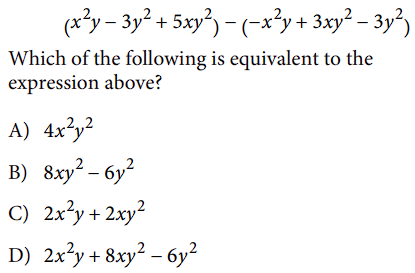 (x²y – 3y² + 5xy²) – (–x²y + 3xy² – 3y²)
Which of the following is equivalent to the
expression above?
A) 4x²y²
B) 8xy² – 6y²
C) 2x²y + 2xy²
D) 2x²y + 8xy² – 6y²